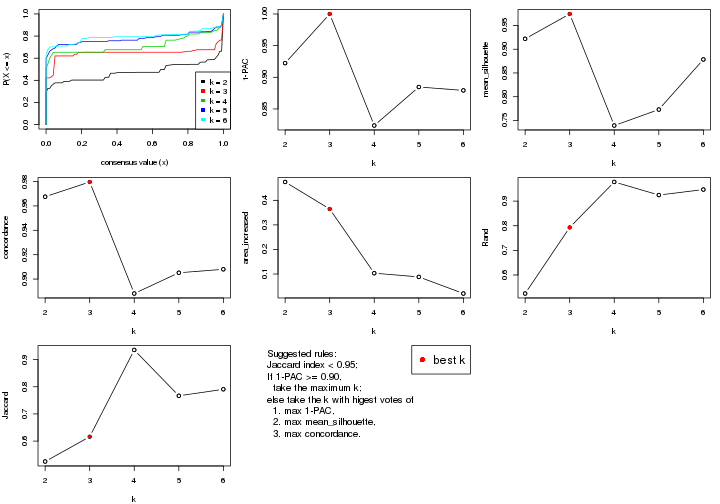 P(X <= x)
0.0 0.2 0.4 0.6 0.8 1.0
k = 2
k = 3
k = 4
k = 5
k = 6
0.0 0.2 0.4 0.6 0.8 1.0
consensus value (x)
1-PAC
0.85 0.90 0.95 1.00
2 3 4 5 6
k
mean_silhouette
0.75 0.80 0.85 0.90 0.95
2 3 4 5 6
k
concordance
0.90 0.92 0.94 0.96 0.98
2 3 4 5 6
k
area_increased
0.1 0.2 0.3 0.4
2 3 4 5 6
k
Rand
0.6 0.7 0.8 0.9
2 3 4 5 6
k
Jaccard
0.6 0.7 0.8 0.9
2 3 4 5 6
k
Suggested rules:
Jaccard index < 0.95;
If 1-PAC >= 0.90,
take the maximum k;
else take the k with higest votes of
1. max 1-PAC,
2. max mean_silhouette,
3. max concordance.
best k